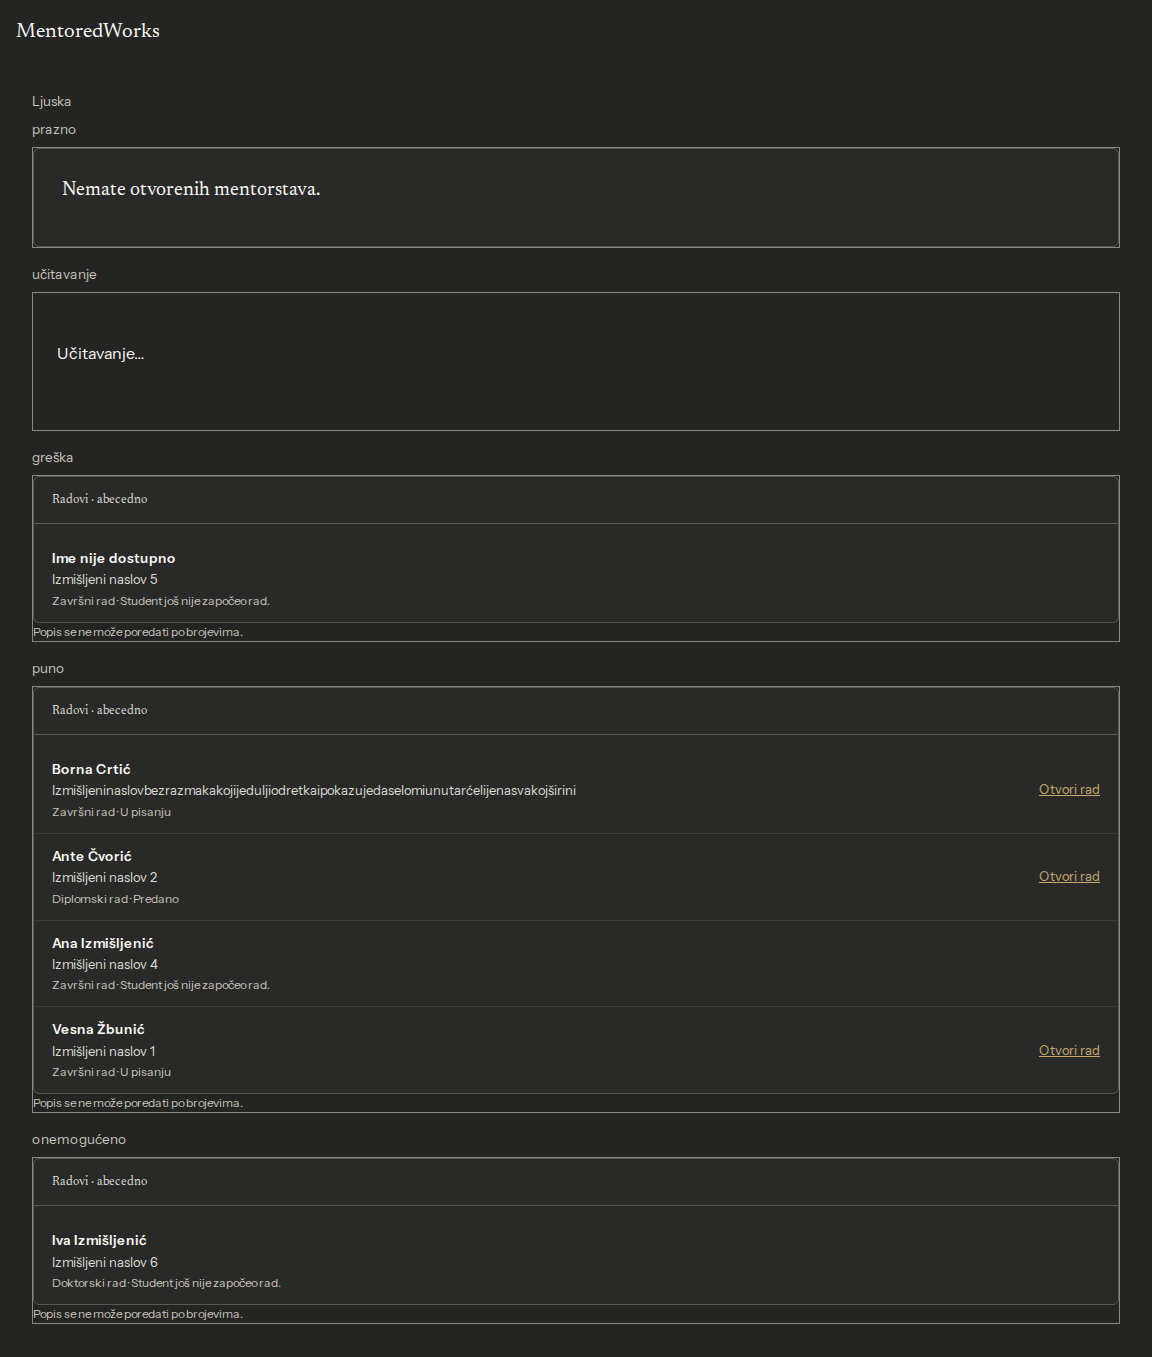 MentoredWorks
Ljuska
prazno
Nemate otvorenih mentorstava.
učitavanje
Učitavanje…
greška
Radovi · abecedno
Ime nije dostupno
Izmišljeni naslov 5
Završni rad · Student još nije započeo rad.
Popis se ne može poredati po brojevima.
puno
Radovi · abecedno
Borna Crtić
Izmišljeninaslovbezrazmakakojijeduljiodretkaipokazujedaselomiunutarćelijenasvakojširini
Otvori rad
Završni rad · U pisanju
Ante Čvorić
Izmišljeni naslov 2
Otvori rad
Diplomski rad · Predano
Ana Izmišljenić
Izmišljeni naslov 4
Završni rad · Student još nije započeo rad.
Vesna Žbunić
Izmišljeni naslov 1
Otvori rad
Završni rad · U pisanju
Popis se ne može poredati po brojevima.
onemogućeno
Radovi · abecedno
Iva Izmišljenić
Izmišljeni naslov 6
Doktorski rad · Student još nije započeo rad.
Popis se ne može poredati po brojevima.